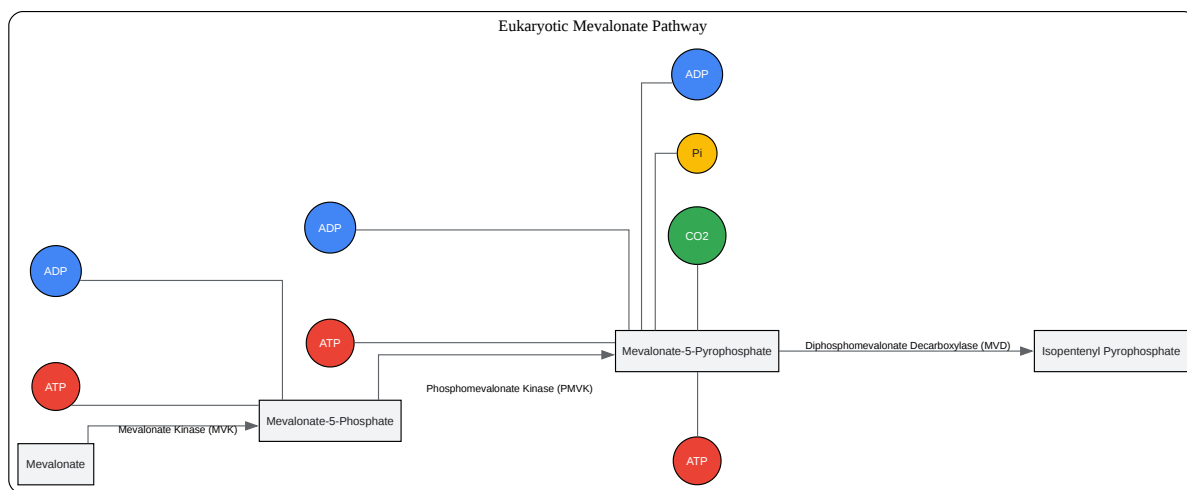 Eukaryotic Mevalonate Pathway
ADP
Pi
ADP
CO2
ADP
ATP
Mevalonate-5-Pyrophosphate
Diphosphomevalonate Decarboxylase (MVD)
Isopentenyl Pyrophosphate
ATP
Phosphomevalonate Kinase (PMVK)
Mevalonate-5-Phosphate
Mevalonate Kinase (MVK)
Mevalonate
ATP